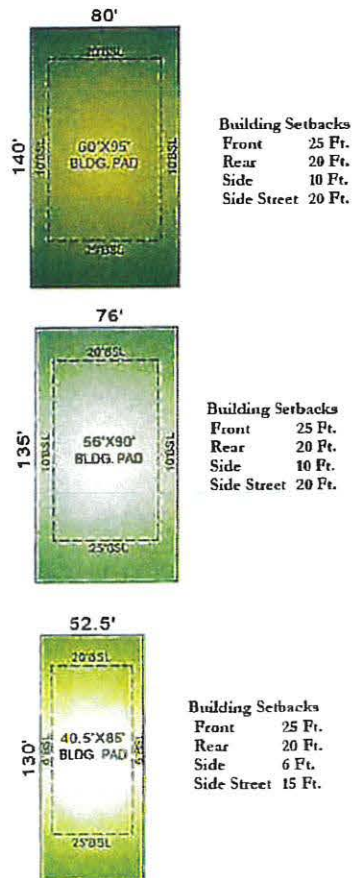 80'
20'BSL
140'
10'BSL
60'X95'
BLDG. PAD
10'BSL
25'BSL
Building Setbacks
Front 25 Ft.
Rear 20 Ft.
Side 10 Ft.
Side Street 20 Ft.
76'
20'BSL
135'
10'BSL
56'X90'
BLDG. PAD
10'BSL
25'BSL
Building Setbacks
Front 25 Ft.
Rear 20 Ft.
Side 10 Ft.
Side Street 20 Ft.
52.5'
20'BSL
130'
6'BSL
40.5'X85'
BLDG. PAD
6'BSL
25'BSL
Building Setbacks
Front 25 Ft.
Rear 20 Ft.
Side 6 Ft.
Side Street 15 Ft.